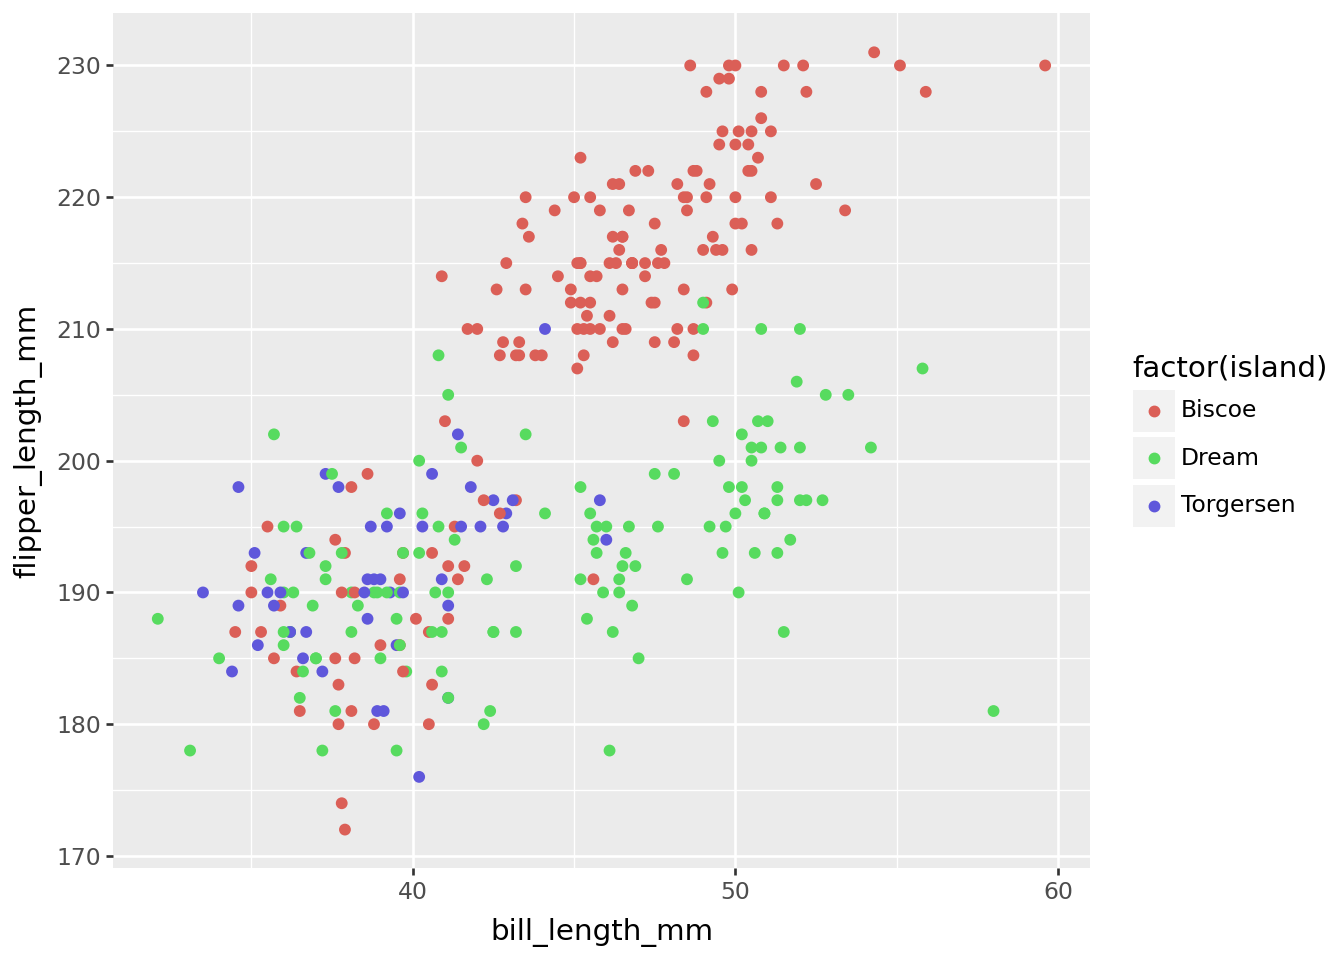 230
220
210
200
190
180
170
40
50
60
bill_length_mm
flipper_length_mm
factor(island)
Biscoe
Dream
Torgersen